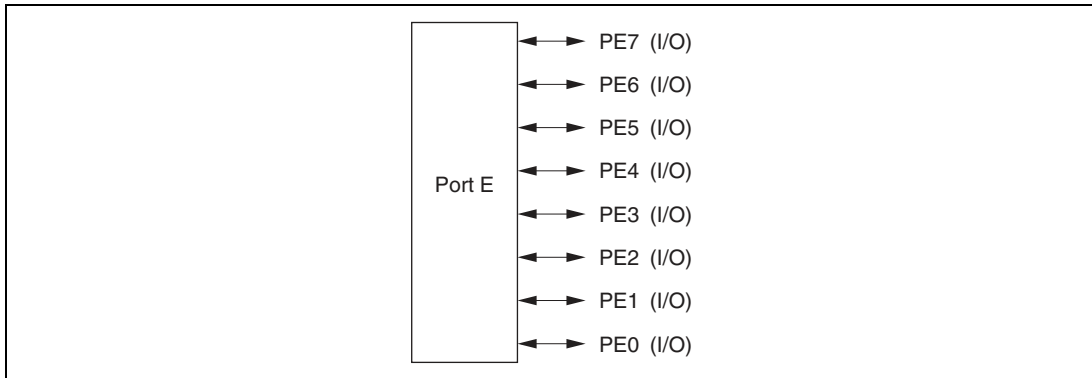 PE7 (I/O)
PE6 (I/O)
PE5 (I/O)
PE4 (I/O)
Port E
PE3 (I/O)
PE2 (I/O)
PE1 (I/O)
PE0 (I/O)